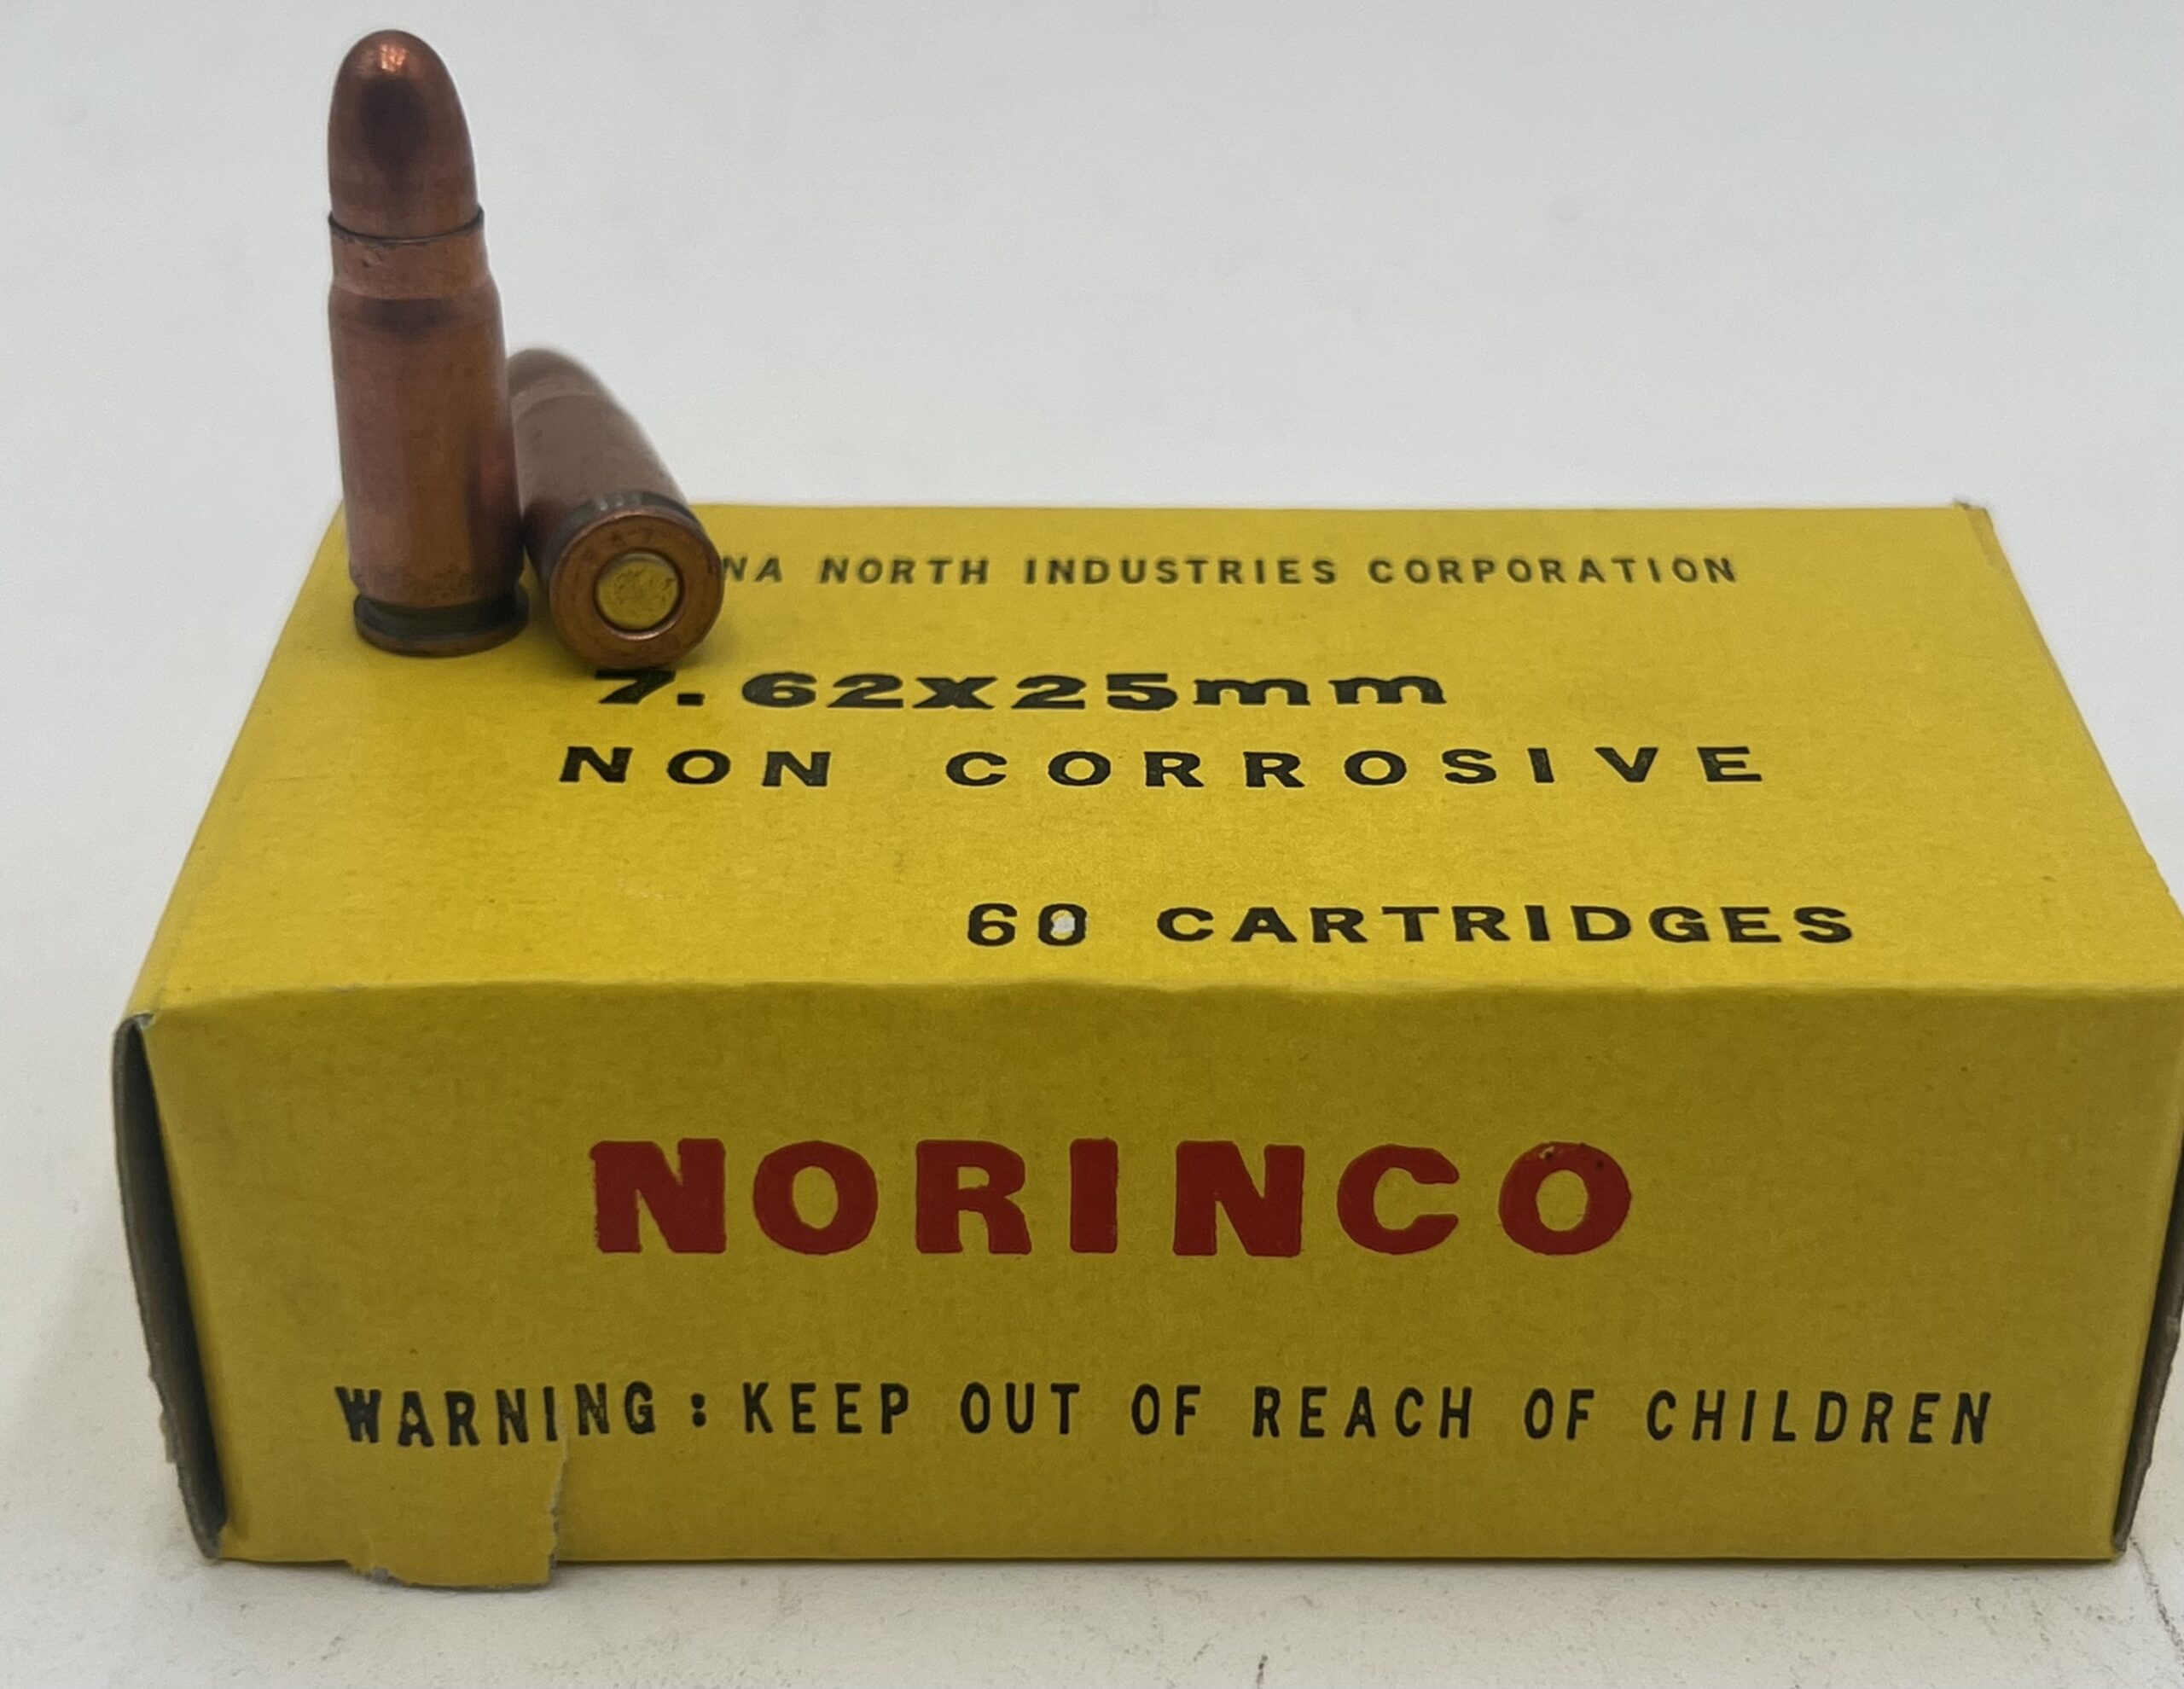 NA NORTH INDUSTRIES CORPORATION
7.62x25mm
NON CORROSIVE
60 CARTRIDGES
NORINCO
WARNING: KEEP OUT OF REACH OF CHILDREN